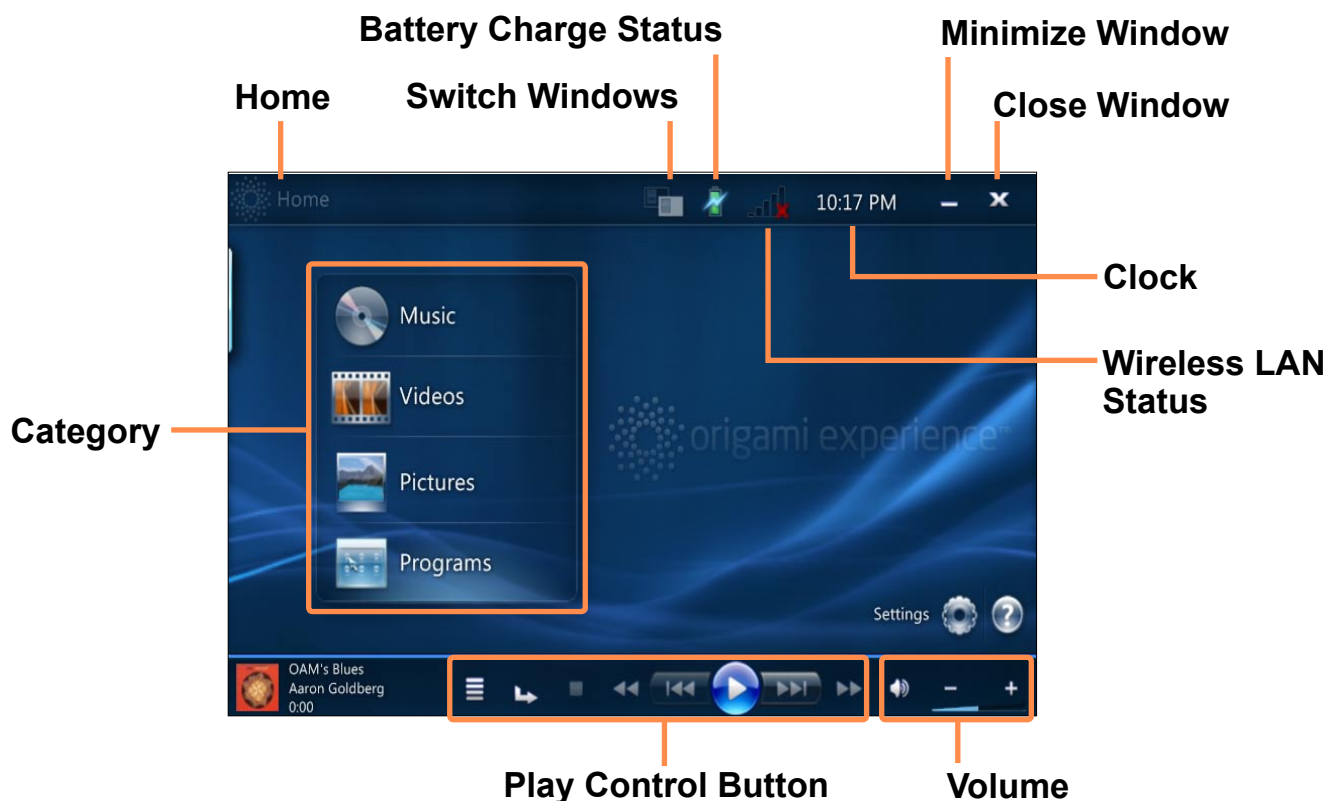 Battery Charge Status
Minimize Window
Home
Switch Windows
Close Window
Home
10:17 PM
Clock
Music
Wireless LAN
Status
Videos
Category
origami experience™
Pictures
Programs
Settings
?
OAM's Blues
Aaron Goldberg
0:00
Play Control Button
Volume